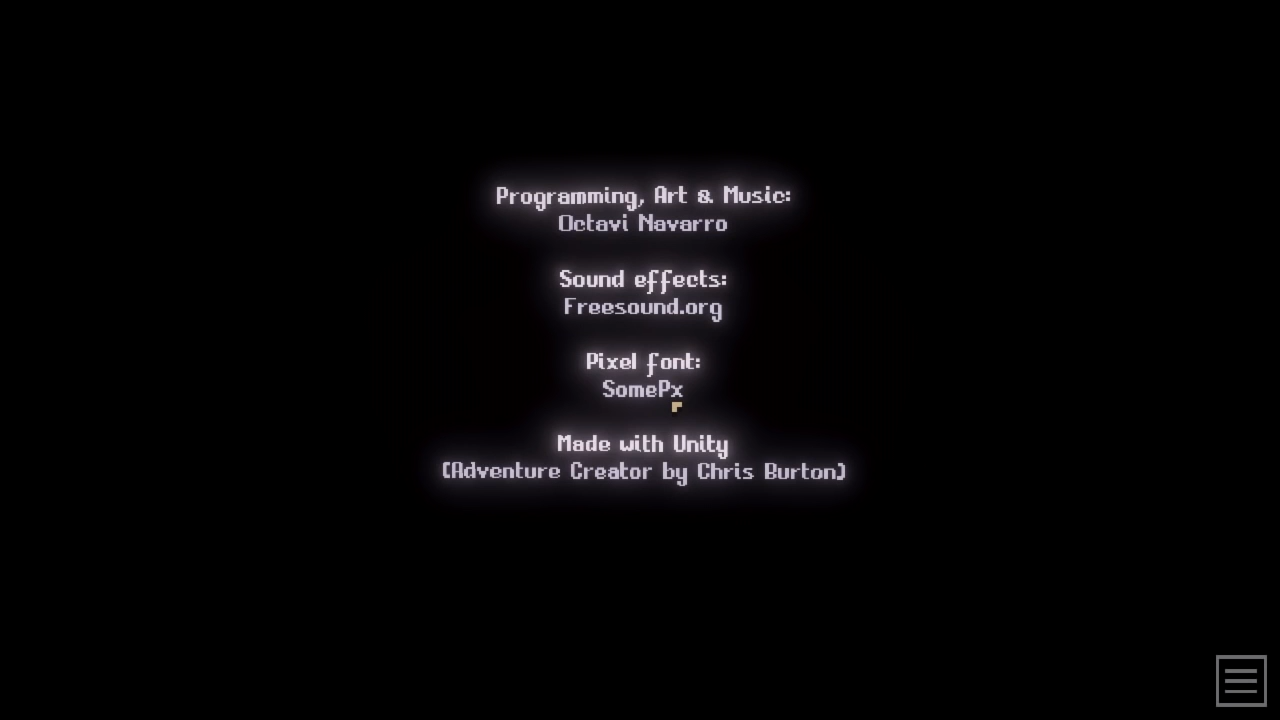 Programming, Art & Music:
Octavi Navarro
Sound effects:
Freesound.org
Pixel font:
SomePx
Made with Unity
(Adventure Creator by Chris Burton)